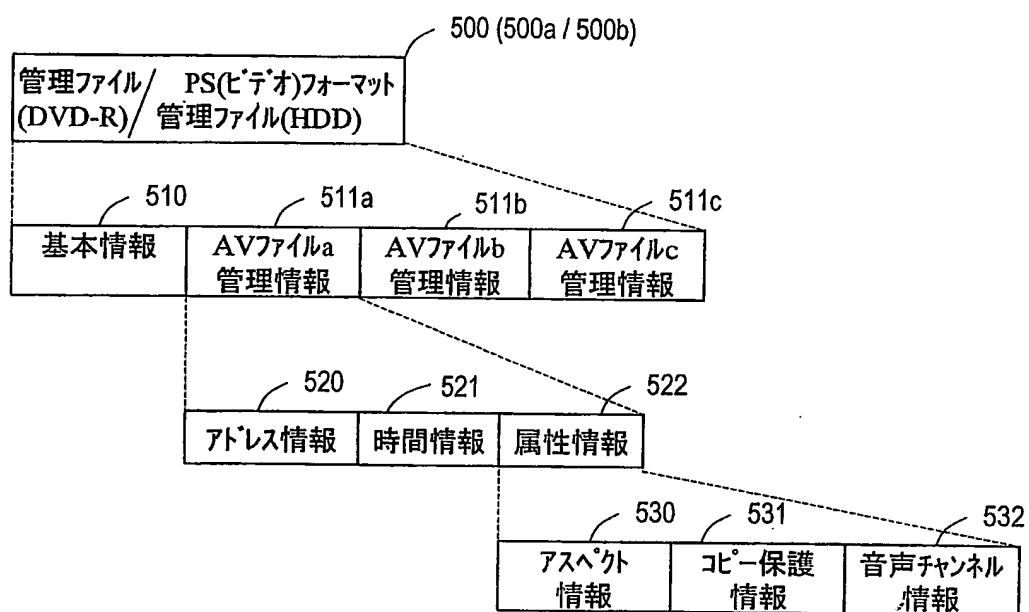 500 (500a / 500b)
管理ファイル/ PS(ビデオ)フォーマット
(DVD-R)/ 管理ファイル(HDD)
510
511a
511b
511c
基本情報
AVファイルa
管理情報
AVファイルb
管理情報
AVファイルc
管理情報
520
521
522
アドレス情報
時間情報
属性情報
530
531
532
アスペクト
情報
コピー保護
情報
音声チャンネル
情報